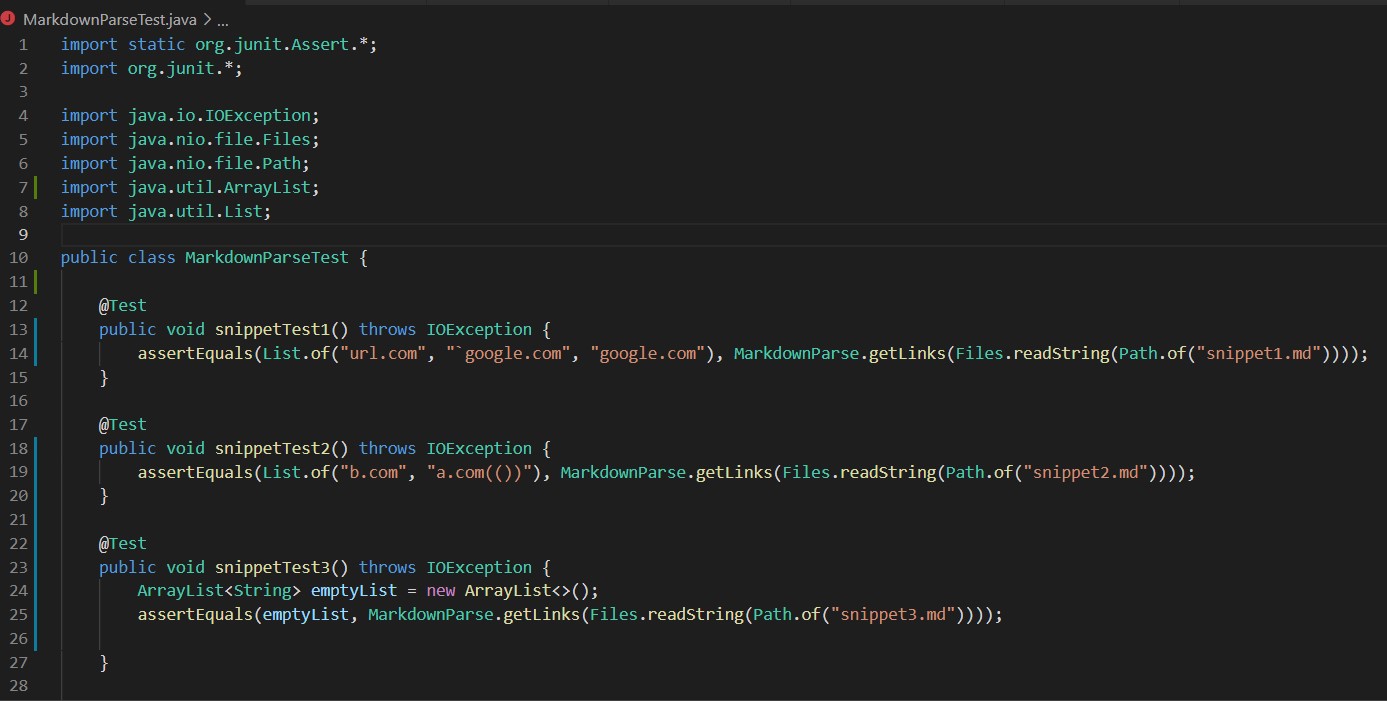 MarkdownParseTest.java > ...
1 import static org.junit.Assert.*;
2 import org.junit.*;
3
4 import java.io.IOException;
5 import java.nio.file.Files;
6 import java.nio.file.Path;
7 import java.util.ArrayList;
8 import java.util.List;
9
10 public class MarkdownParseTest {
11
12     @Test
13     public void snippetTest1() throws IOException {
14         assertEquals(List.of("url.com", "`google.com", "google.com"), MarkdownParse.getLinks(Files.readString(Path.of("snippet1.md"))));
15     }
16
17     @Test
18     public void snippetTest2() throws IOException {
19         assertEquals(List.of("b.com", "a.com(())"), MarkdownParse.getLinks(Files.readString(Path.of("snippet2.md"))));
20     }
21
22     @Test
23     public void snippetTest3() throws IOException {
24         ArrayList<String> emptyList = new ArrayList<>();
25         assertEquals(emptyList, MarkdownParse.getLinks(Files.readString(Path.of("snippet3.md"))));
26
27     }
28